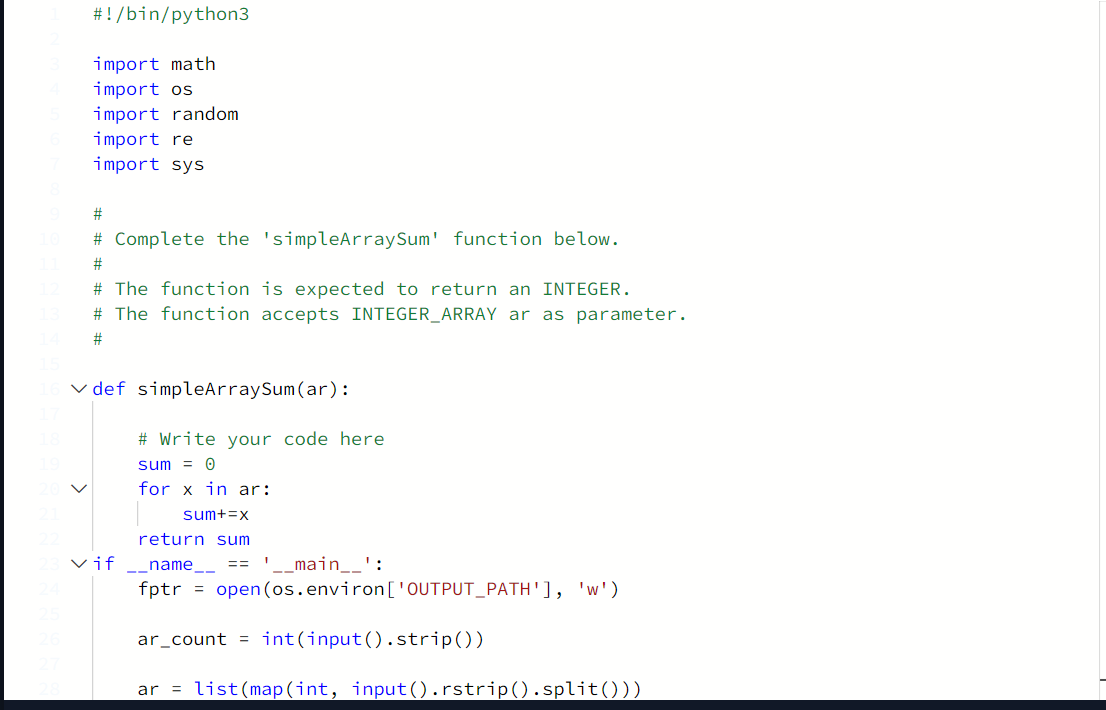 1 #!/bin/python3
2
3 import math
4 import os
5 import random
6 import re
7 import sys
8
9 #
10 # Complete the 'simpleArraySum' function below.
11 #
12 # The function is expected to return an INTEGER.
13 # The function accepts INTEGER_ARRAY ar as parameter.
14 #
15
16 def simpleArraySum(ar):
17
18     # Write your code here
19     sum = 0
20     for x in ar:
21         sum+=x
22     return sum
23 if __name__ == '__main__':
24     fptr = open(os.environ['OUTPUT_PATH'], 'w')
25
26     ar_count = int(input().strip())
27
28     ar = list(map(int, input().rstrip().split()))